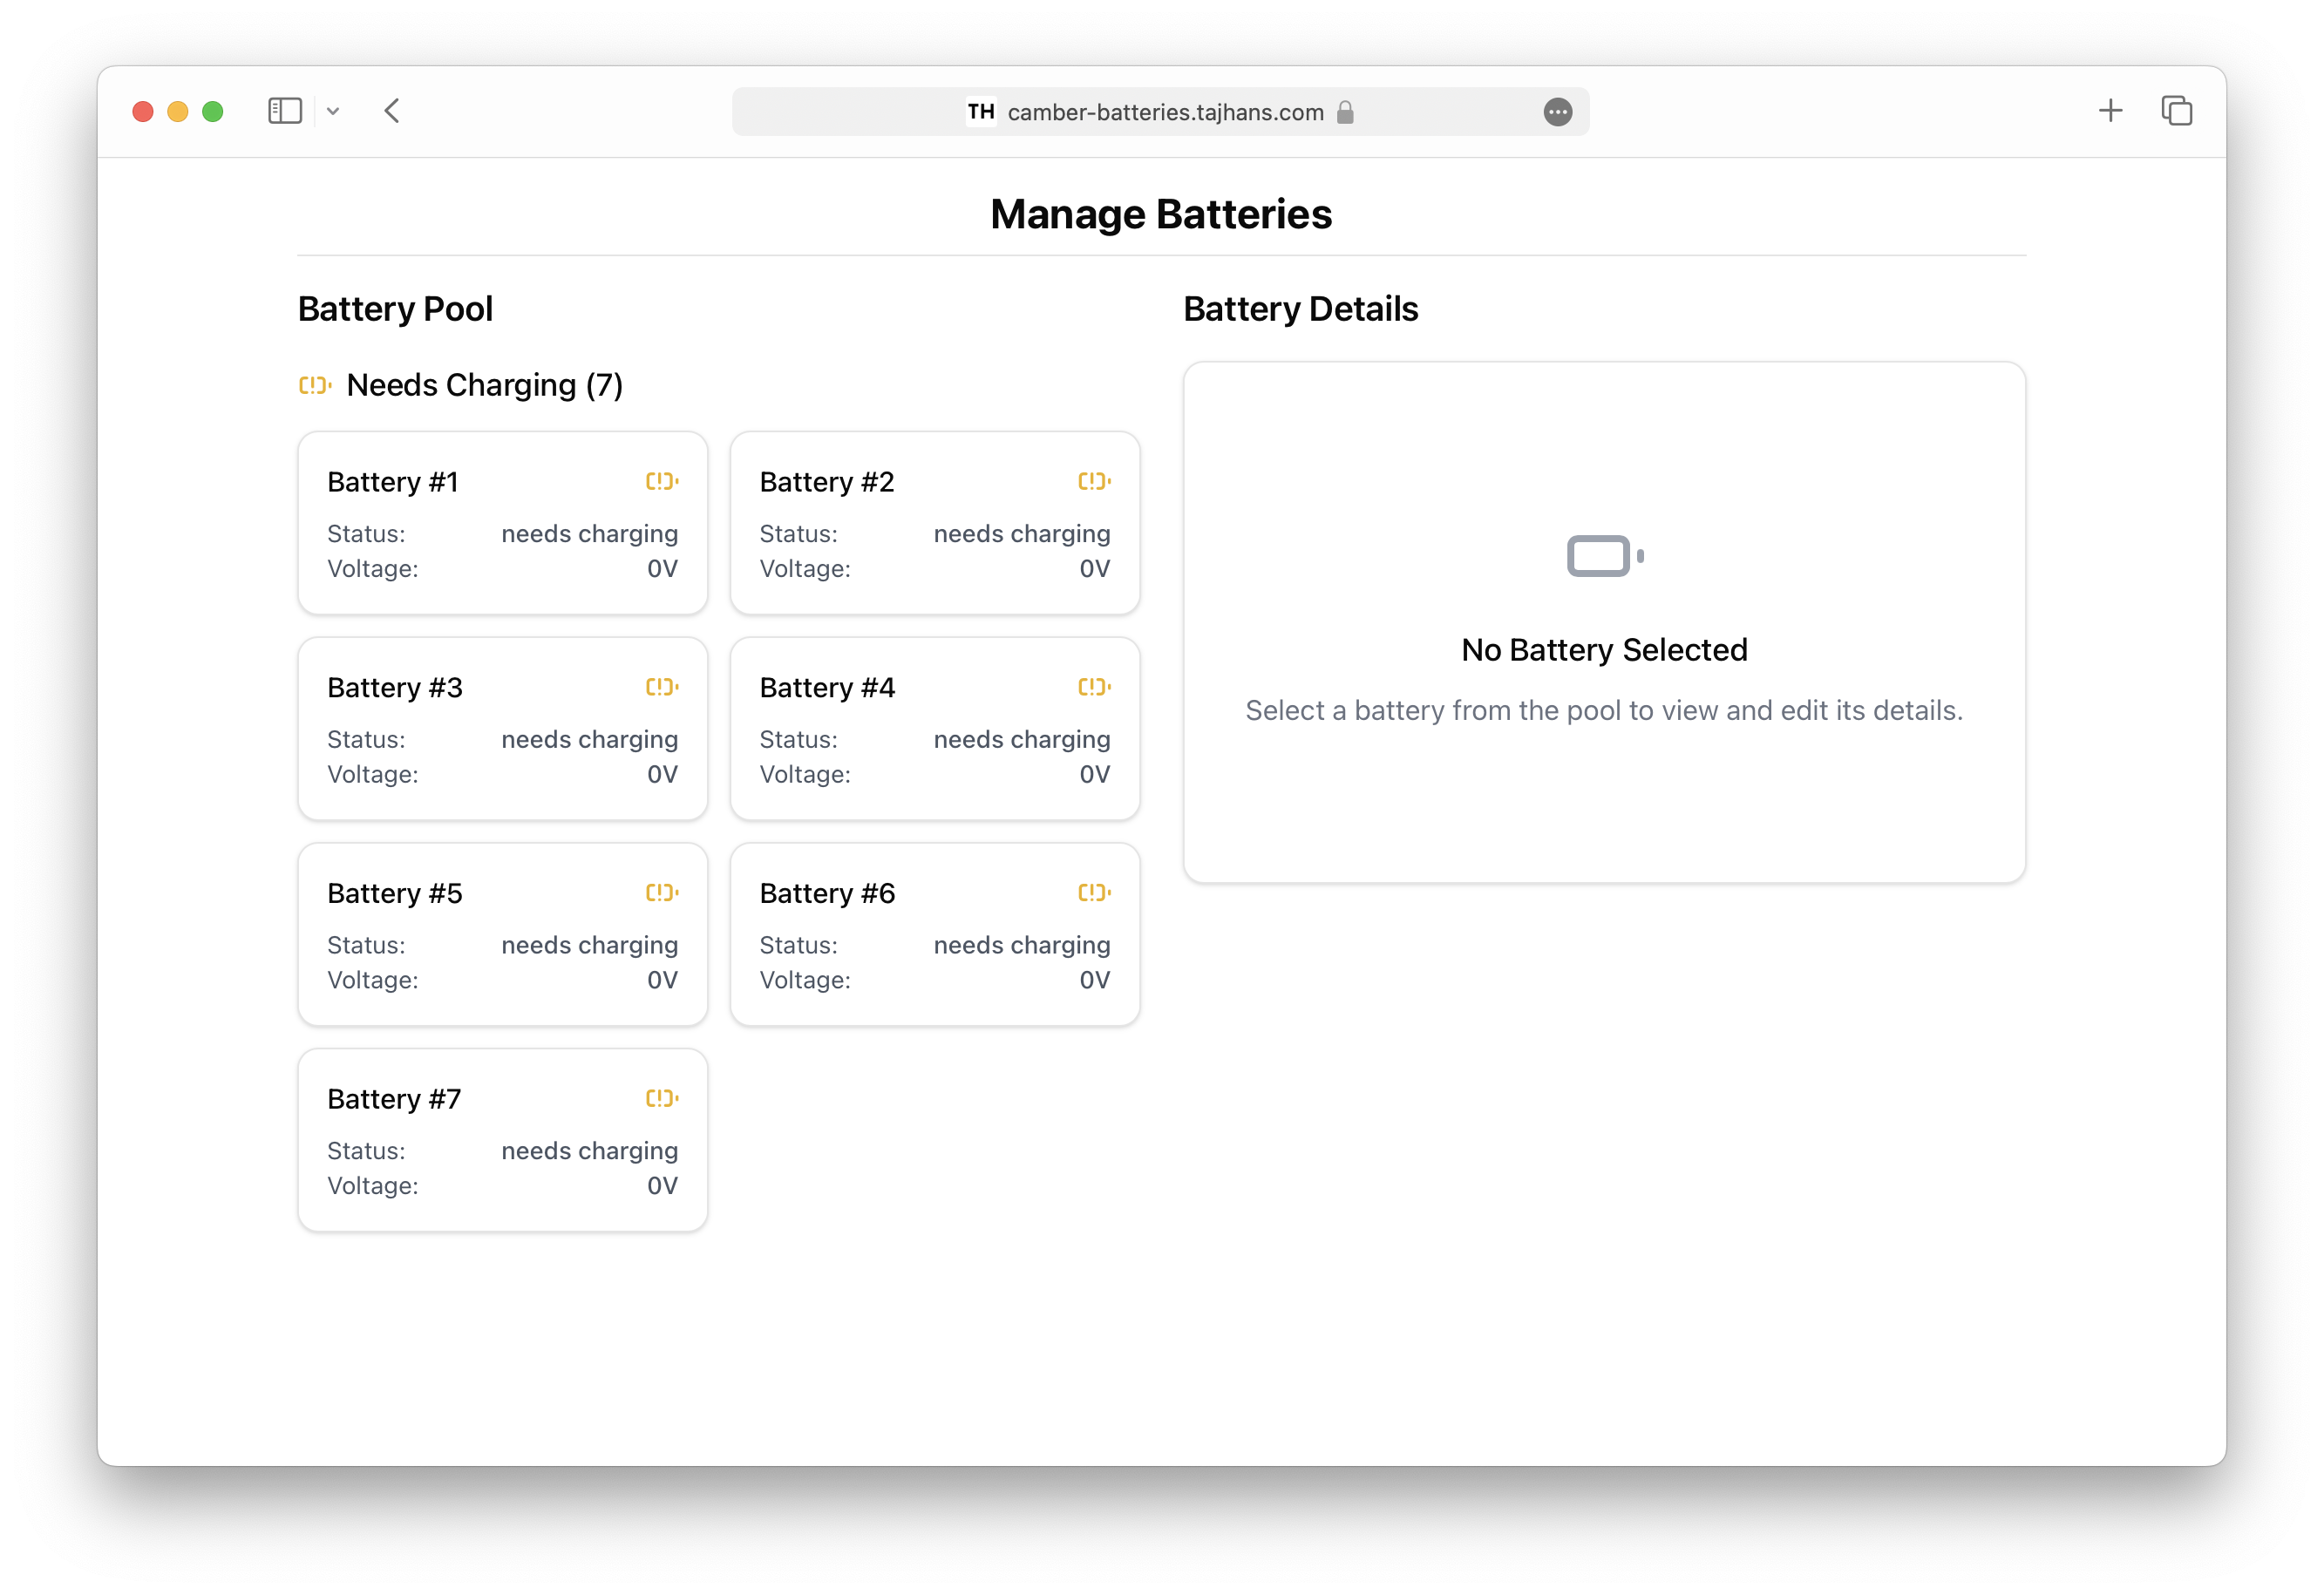 TH camber-batteries.tajhans.com
Manage Batteries
Battery Pool
Needs Charging (7)
Battery #1
Status: needs charging
Voltage: 0V
Battery #2
Status: needs charging
Voltage: 0V
Battery #3
Status: needs charging
Voltage: 0V
Battery #4
Status: needs charging
Voltage: 0V
Battery #5
Status: needs charging
Voltage: 0V
Battery #6
Status: needs charging
Voltage: 0V
Battery #7
Status: needs charging
Voltage: 0V
Battery Details
No Battery Selected
Select a battery from the pool to view and edit its details.